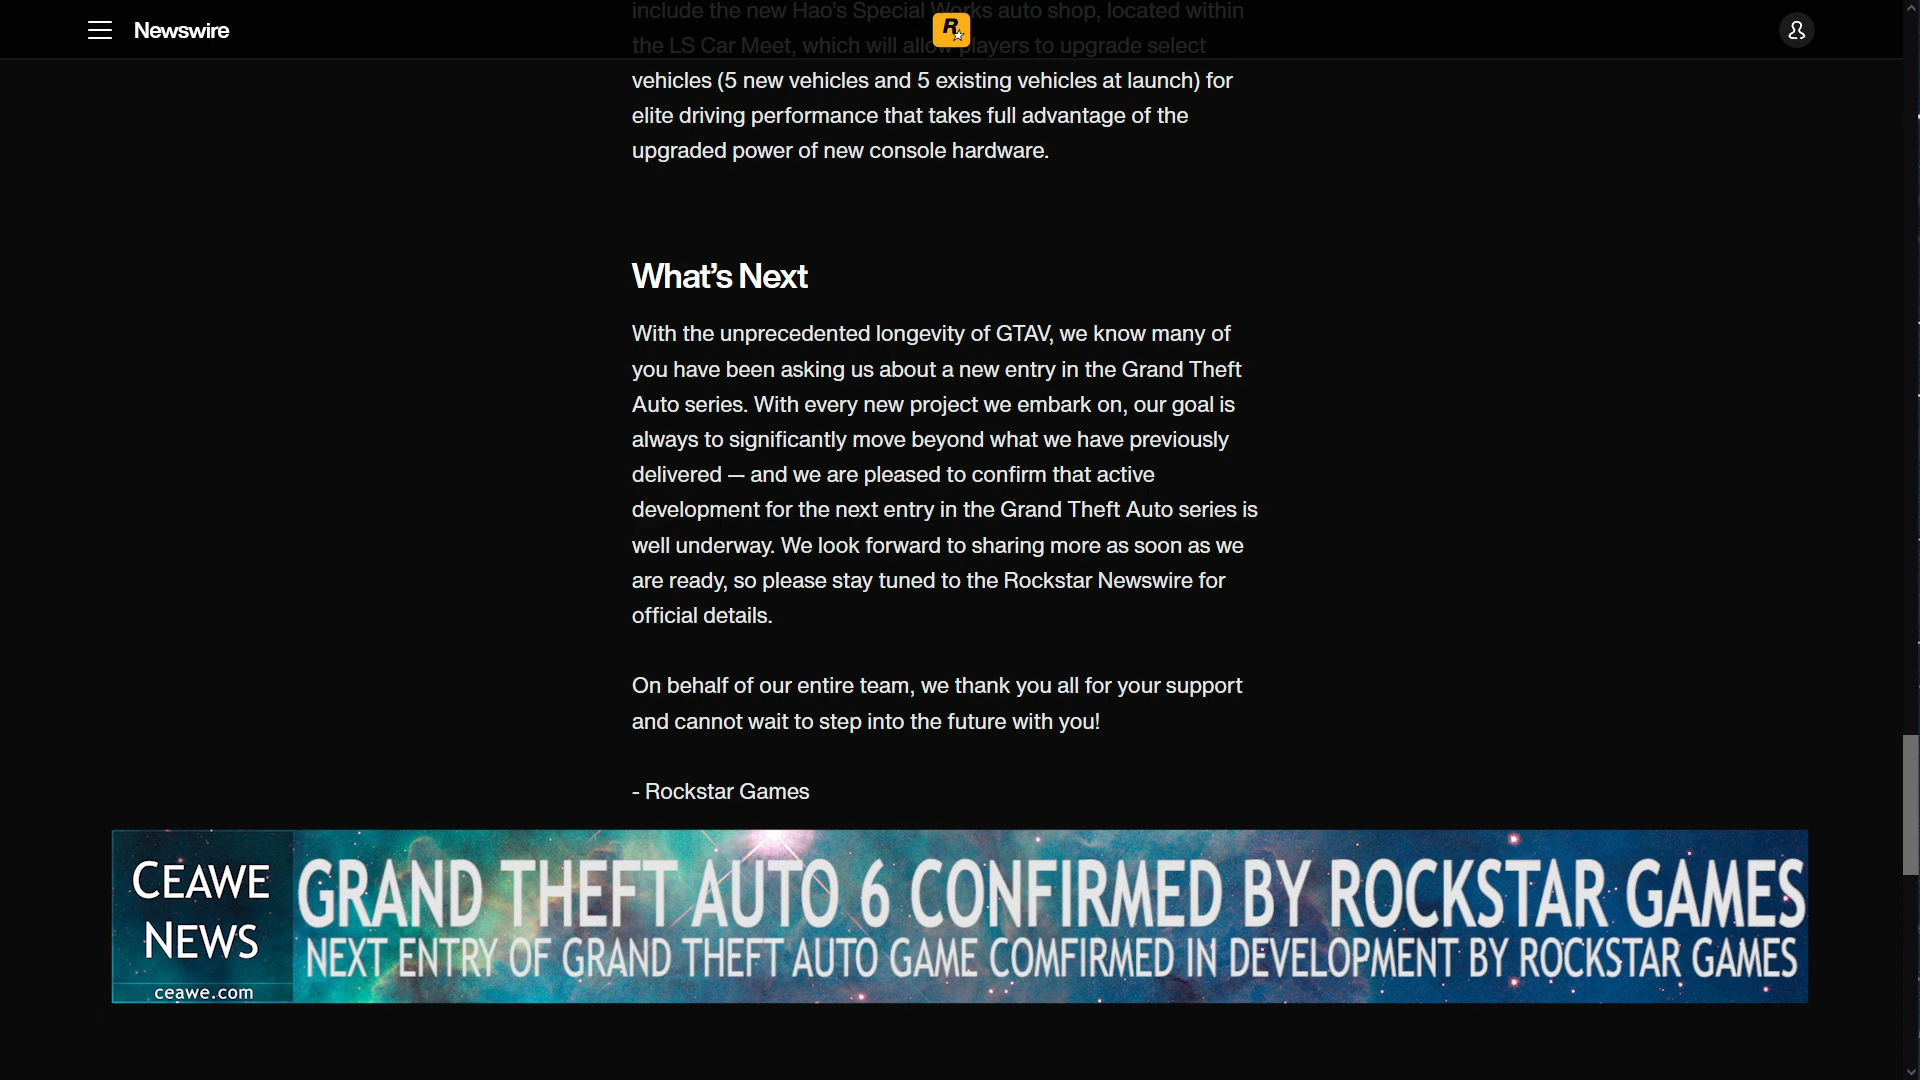 Newswire
include the new Hao's Special Works auto shop, located within
the LS Car Meet, which will allow players to upgrade select
vehicles (5 new vehicles and 5 existing vehicles at launch) for
elite driving performance that takes full advantage of the
upgraded power of new console hardware.
What's Next
With the unprecedented longevity of GTAV, we know many of
you have been asking us about a new entry in the Grand Theft
Auto series. With every new project we embark on, our goal is
always to significantly move beyond what we have previously
delivered — and we are pleased to confirm that active
development for the next entry in the Grand Theft Auto series is
well underway. We look forward to sharing more as soon as we
are ready, so please stay tuned to the Rockstar Newswire for
official details.
On behalf of our entire team, we thank you all for your support
and cannot wait to step into the future with you!
- Rockstar Games
CEAWE
NEWS
ceawe.com
GRAND THEFT AUTO 6 CONFIRMED BY ROCKSTAR GAMES
NEXT ENTRY OF GRAND THEFT AUTO GAME COMFIRMED IN DEVELOPMENT BY ROCKSTAR GAMES